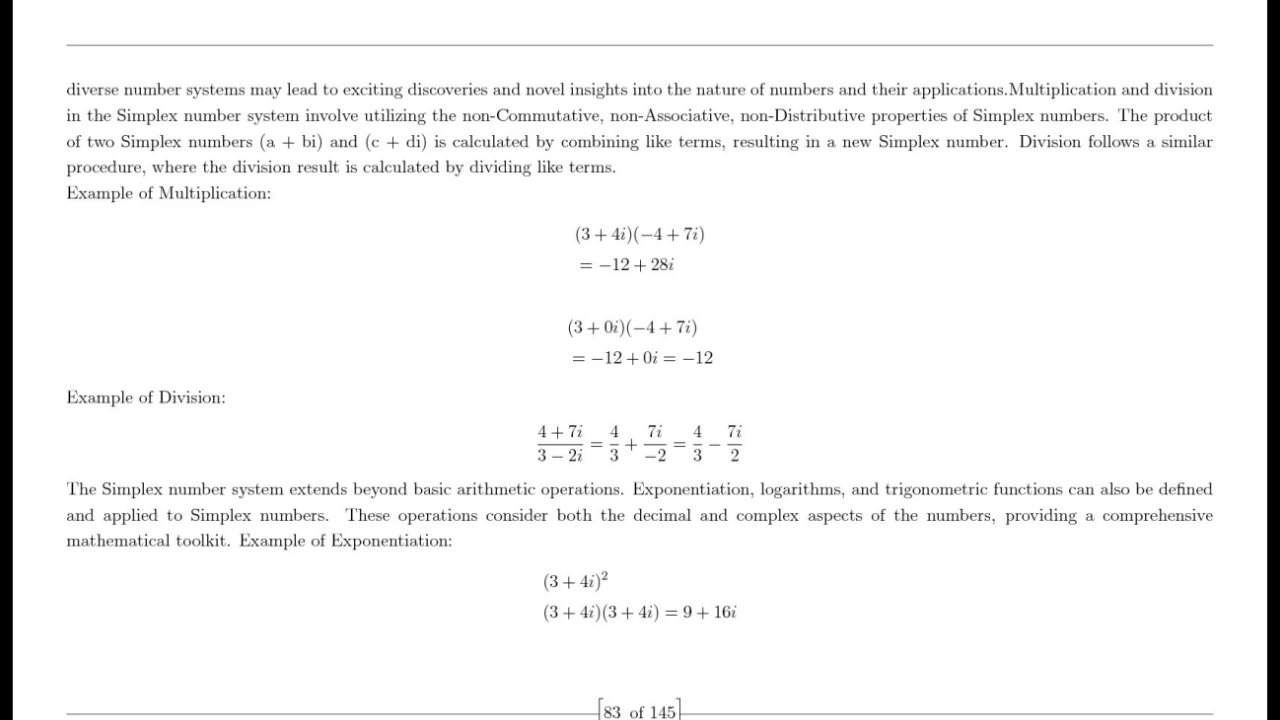 diverse number systems may lead to exciting discoveries and novel insights into the nature of numbers and their applications.Multiplication and division
in the Simplex number system involve utilizing the non-Commutative, non-Associative, non-Distributive properties of Simplex numbers. The product
of two Simplex numbers (a + bi) and (c + di) is calculated by combining like terms, resulting in a new Simplex number. Division follows a similar
procedure, where the division result is calculated by dividing like terms.
Example of Multiplication:
(3 + 4i)(−4 + 7i)
= −12 + 28i
(3 + 0i)(−4 + 7i)
= −12 + 0i = −12
Example of Division:
\frac{4 + 7i}{3 − 2i} = \frac{4}{3} + \frac{7i}{−2} = \frac{4}{3} − \frac{7i}{2}
The Simplex number system extends beyond basic arithmetic operations. Exponentiation, logarithms, and trigonometric functions can also be defined
and applied to Simplex numbers. These operations consider both the decimal and complex aspects of the numbers, providing a comprehensive
mathematical toolkit. Example of Exponentiation:
(3 + 4i)²
(3 + 4i)(3 + 4i) = 9 + 16i
[83 of 145]